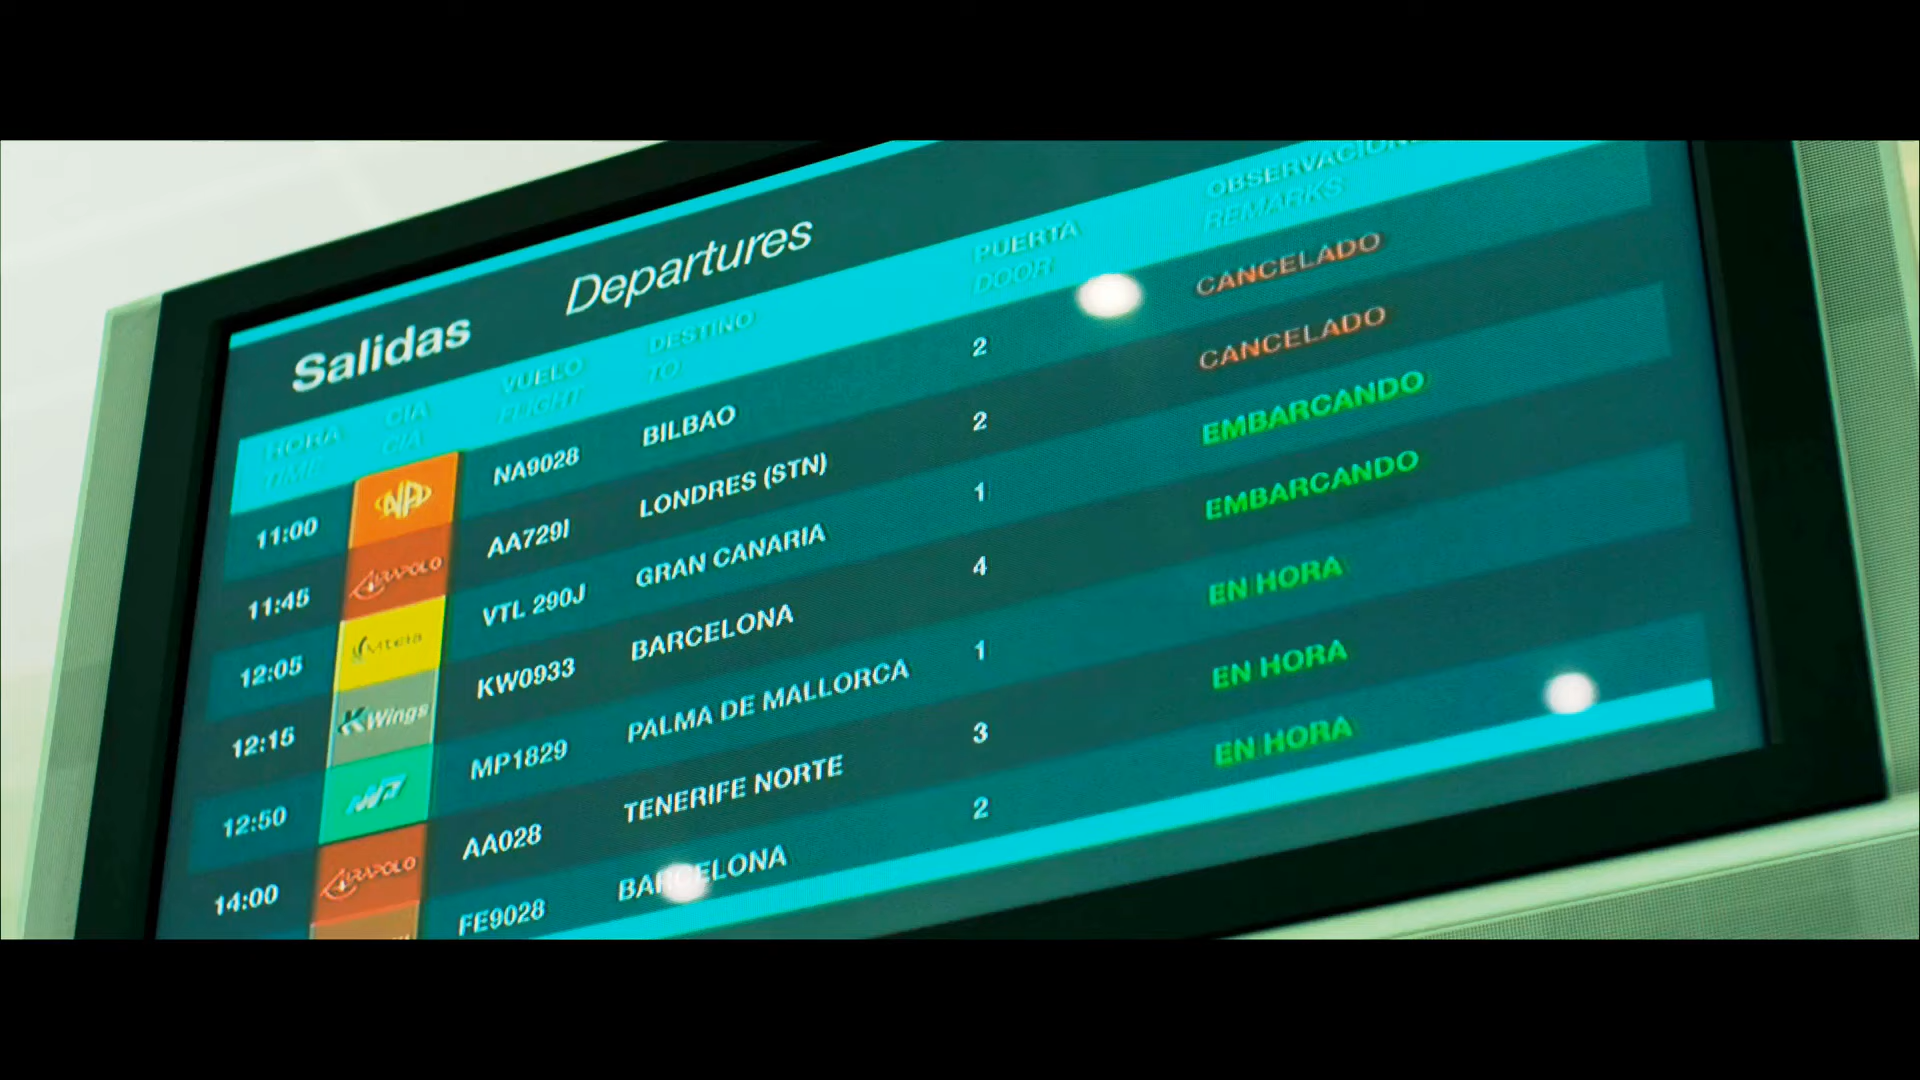 Salidas Departures
HORA CIA VUELO DESTINO PUERTA
TIME CIA FLIGHT TO DOOR REMARKS
11:00 NA NA9028 BILBAO 2 CANCELADO
11:45 AA729I LONDRES (STN) 2 CANCELADO
12:05 VTL 290J GRAN CANARIA 1 EMBARCANDO
12:15 KWings KW0933 BARCELONA 4 EMBARCANDO
12:50 MP1829 PALMA DE MALLORCA 1 EN HORA
14:00 AA028 TENERIFE NORTE 3 EN HORA
FE9028 BARCELONA 2 EN HORA